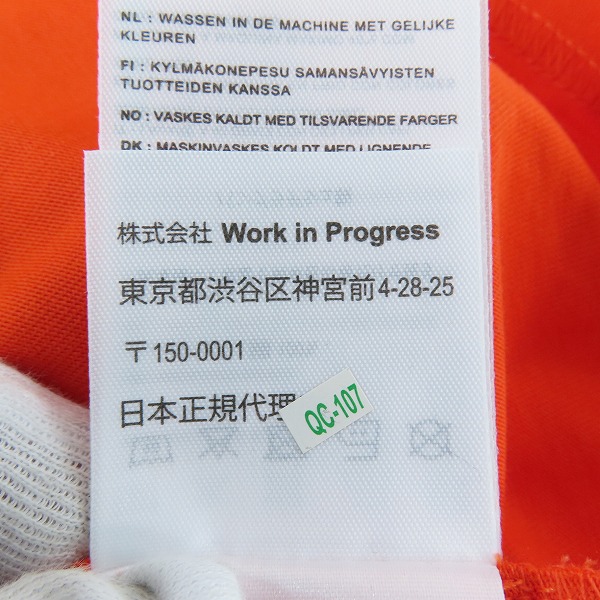 NL : WASSEN IN DE MACHINE MET GELIJKE
KLEUREN
FI : KYLMÄKONEPESU SAMANSÄVYISTEN
TUOTTEIDEN KANSSA
NO : VASKES KALDT MED TILSVARENDE FARGER
DK : MASKINVASKES KOLDT MED LIGNENDE
株式会社 Work in Progress
東京都渋谷区神宮前4-28-25
〒150-0001
日本正規代理
QC-107